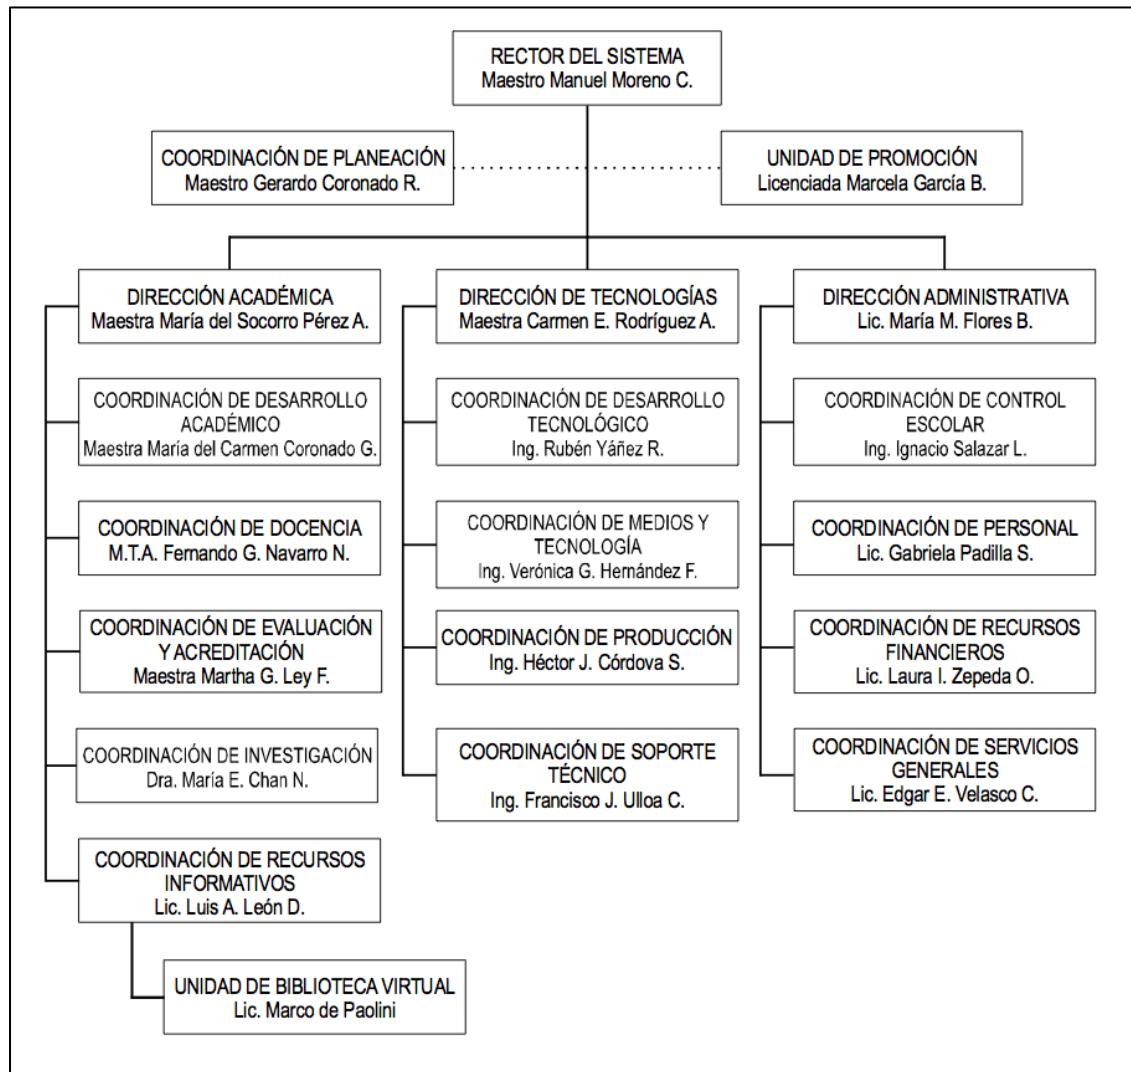 RECTOR DEL SISTEMA
Maestro Manuel Moreno C.
COORDINACIÓN DE PLANEACIÓN
Maestro Gerardo Coronado R.
UNIDAD DE PROMOCIÓN
Licenciada Marcela García B.
DIRECCIÓN ACADÉMICA
Maestra María del Socorro Pérez A.
COORDINACIÓN DE DESARROLLO
ACADÉMICO
Maestra María del Carmen Coronado G.
COORDINACIÓN DE DOCENCIA
M.T.A. Fernando G. Navarro N.
COORDINACIÓN DE EVALUACIÓN
Y ACREDITACIÓN
Maestra Martha G. Ley F.
COORDINACIÓN DE INVESTIGACIÓN
Dra. María E. Chan N.
COORDINACIÓN DE RECURSOS
INFORMATIVOS
Lic. Luis A. León D.
UNIDAD DE BIBLIOTECA VIRTUAL
Lic. Marco de Paolini
DIRECCIÓN DE TECNOLOGÍAS
Maestra Carmen E. Rodríguez A.
COORDINACIÓN DE DESARROLLO
TECNOLÓGICO
Ing. Rubén Yáñez R.
COORDINACIÓN DE MEDIOS Y
TECNOLOGÍA
Ing. Verónica G. Hernández F.
COORDINACIÓN DE PRODUCCIÓN
Ing. Héctor J. Córdova S.
COORDINACIÓN DE SOPORTE
TÉCNICO
Ing. Francisco J. Ulloa C.
DIRECCIÓN ADMINISTRATIVA
Lic. María M. Flores B.
COORDINACIÓN DE CONTROL
ESCOLAR
Ing. Ignacio Salazar L.
COORDINACIÓN DE PERSONAL
Lic. Gabriela Padilla S.
COORDINACIÓN DE RECURSOS
FINANCIEROS
Lic. Laura I. Zepeda O.
COORDINACIÓN DE SERVICIOS
GENERALES
Lic. Edgar E. Velasco C.